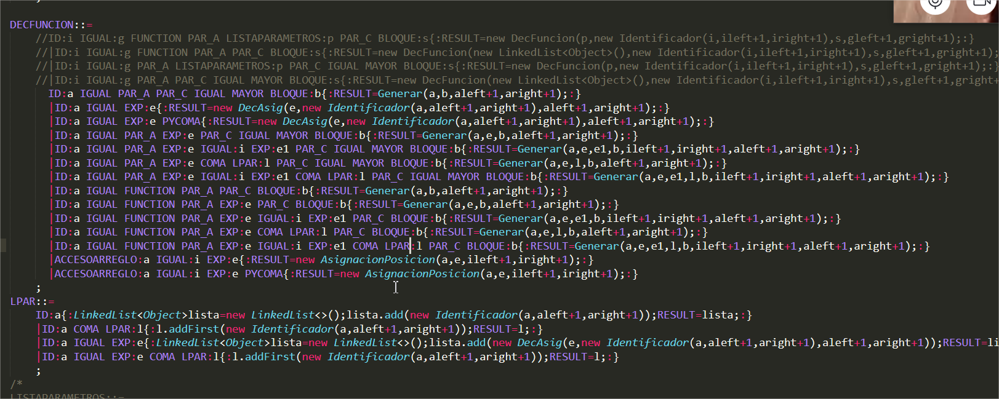 ;
DECFUNCION::=
//ID:i IGUAL:g FUNCTION PAR_A LISTAPARAMETROS:p PAR_C BLOQUE:s{:RESULT=new DecFuncion(p,new Identificador(i,ileft+1,iright+1),s,gleft+1,gright+1);:}
//|ID:i IGUAL:g FUNCTION PAR_A PAR_C BLOQUE:s{:RESULT=new DecFuncion(new LinkedList<Object>(),new Identificador(i,ileft+1,iright+1),s,gleft+1,gright+1);
//|ID:i IGUAL:g PAR_A LISTAPARAMETROS:p PAR_C IGUAL MAYOR BLOQUE:s{:RESULT=new DecFuncion(p,new Identificador(i,ileft+1,iright+1),s,gleft+1,gright+1);:}
//|ID:i IGUAL:g PAR_A PAR_C IGUAL MAYOR BLOQUE:s{:RESULT=new DecFuncion(new LinkedList<Object>(),new Identificador(i,ileft+1,iright+1),s,gleft+1,gright+
ID:a IGUAL PAR_A PAR_C IGUAL MAYOR BLOQUE:b{:RESULT=Generar(a,b,aleft+1,aright+1);:}
|ID:a IGUAL EXP:e{:RESULT=new DecAsig(e,new Identificador(a,aleft+1,aright+1),aleft+1,aright+1);:}
|ID:a IGUAL EXP:e PYCOMA{:RESULT=new DecAsig(e,new Identificador(a,aleft+1,aright+1),aleft+1,aright+1);:}
|ID:a IGUAL PAR_A EXP:e PAR_C IGUAL MAYOR BLOQUE:b{:RESULT=Generar(a,e,b,aleft+1,aright+1);:}
|ID:a IGUAL PAR_A EXP:e IGUAL:i EXP:e1 PAR_C IGUAL MAYOR BLOQUE:b{:RESULT=Generar(a,e,e1,b,ileft+1,iright+1,aleft+1,aright+1);:}
|ID:a IGUAL PAR_A EXP:e COMA LPAR:l PAR_C IGUAL MAYOR BLOQUE:b{:RESULT=Generar(a,e,l,b,aleft+1,aright+1);:}
|ID:a IGUAL PAR_A EXP:e IGUAL:i EXP:e1 COMA LPAR:l PAR_C IGUAL MAYOR BLOQUE:b{:RESULT=Generar(a,e,e1,l,b,ileft+1,iright+1,aleft+1,aright+1);:}
|ID:a IGUAL FUNCTION PAR_A PAR_C BLOQUE:b{:RESULT=Generar(a,b,aleft+1,aright+1);:}
|ID:a IGUAL FUNCTION PAR_A EXP:e PAR_C BLOQUE:b{:RESULT=Generar(a,e,b,aleft+1,aright+1);:}
|ID:a IGUAL FUNCTION PAR_A EXP:e IGUAL:i EXP:e1 PAR_C BLOQUE:b{:RESULT=Generar(a,e,e1,b,ileft+1,iright+1,aleft+1,aright+1);:}
|ID:a IGUAL FUNCTION PAR_A EXP:e COMA LPAR:l PAR_C BLOQUE:b{:RESULT=Generar(a,e,l,b,aleft+1,aright+1);:}
|ID:a IGUAL FUNCTION PAR_A EXP:e IGUAL:i EXP:e1 COMA LPAR:l PAR_C BLOQUE:b{:RESULT=Generar(a,e,e1,l,b,ileft+1,iright+1,aleft+1,aright+1);:}
|ACCESOARREGLO:a IGUAL:i EXP:e{:RESULT=new AsignacionPosicion(a,e,ileft+1,iright+1);:}
|ACCESOARREGLO:a IGUAL:i EXP:e PYCOMA{:RESULT=new AsignacionPosicion(a,e,ileft+1,iright+1);:}
;
LPAR::=
ID:a{:LinkedList<Object>lista=new LinkedList<>();lista.add(new Identificador(a,aleft+1,aright+1));RESULT=lista;:}
|ID:a COMA LPAR:l{:l.addFirst(new Identificador(a,aleft+1,aright+1));RESULT=l;:}
|ID:a IGUAL EXP:e{:LinkedList<Object>lista=new LinkedList<>();lista.add(new DecAsig(e,new Identificador(a,aleft+1,aright+1),aleft+1,aright+1));RESULT=li
|ID:a IGUAL EXP:e COMA LPAR:l{:l.addFirst(new Identificador(a,aleft+1,aright+1));RESULT=l;:}
;
/*
LISTAPARAMETROS::=